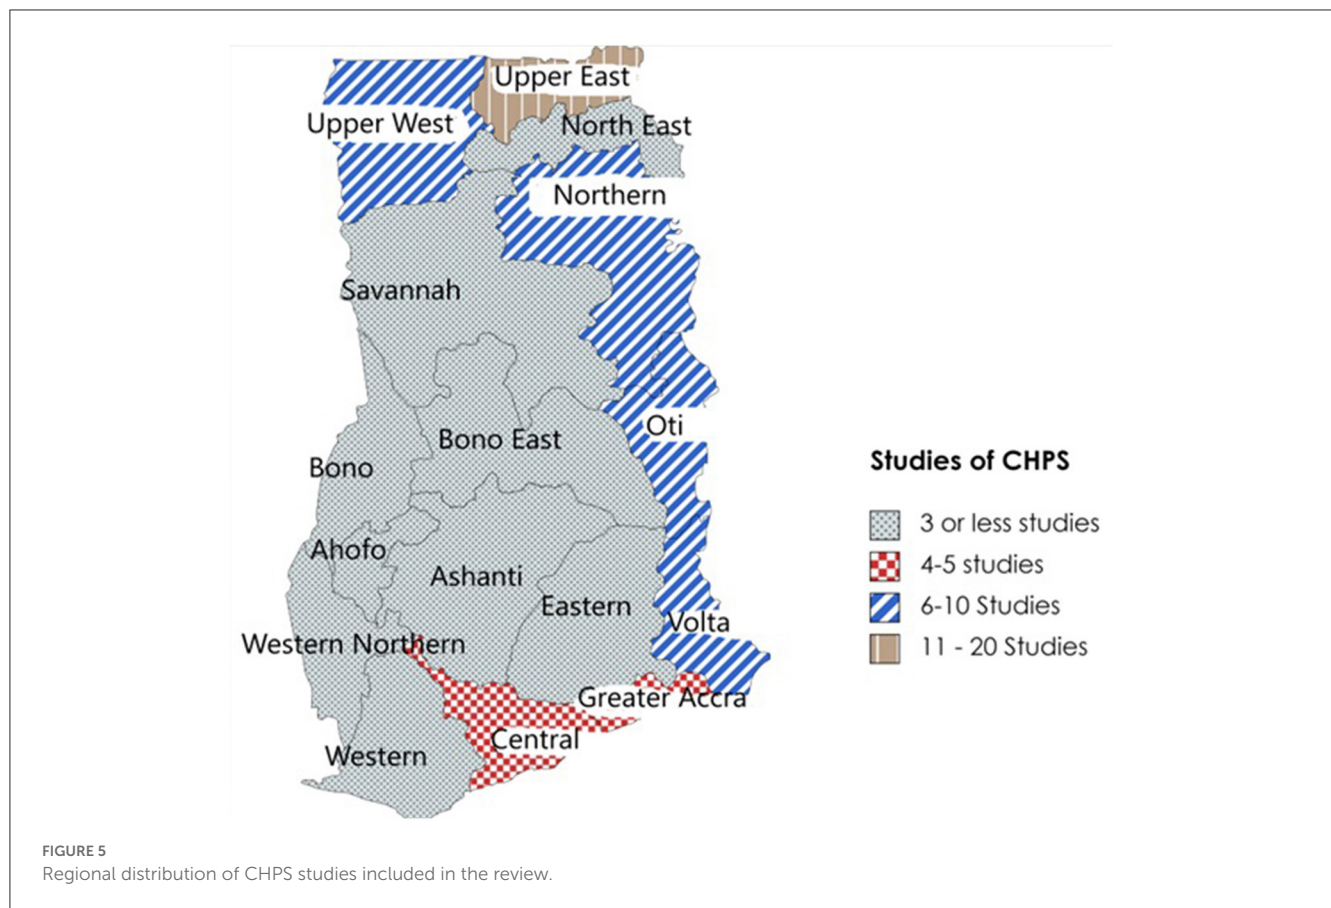 Upper East
Upper West
North East
Northern
Savannah
Oti
Bono East
Bono
Studies of CHPS
3 or less studies
4-5 studies
6-10 Studies
11 - 20 Studies
Ahofo
Ashanti
Eastern
Volta
Western Northern
Greater Accra
Central
Western
FIGURE 5
Regional distribution of CHPS studies included in the review.